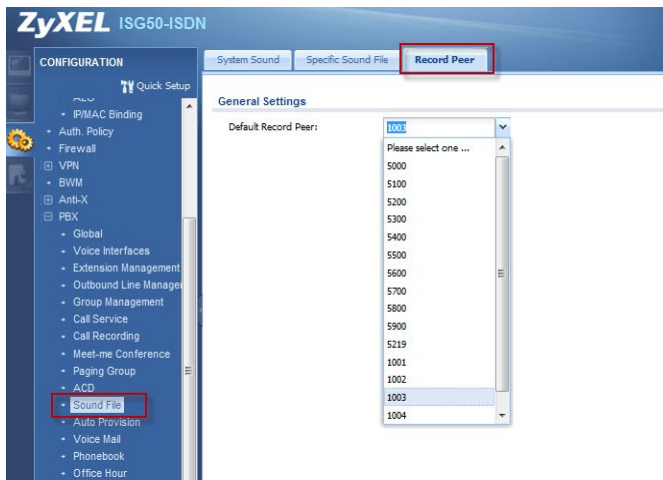 ZyXEL ISG50-ISDN
CONFIGURATION
Quick Setup
ALG
IP/MAC Binding
Auth. Policy
Firewall
VPN
BWM
Anti-X
PBX
Global
Voice Interfaces
Extension Management
Outbound Line Manage
Group Management
Call Service
Call Recording
Meet-me Conference
Paging Group
ACD
Sound File
Auto Provision
Voice Mail
Phonebook
Office Hour
System Sound
Specific Sound File
Record Peer
General Settings
Default Record Peer:
1003
Please select one ...
5000
5100
5200
5300
5400
5500
5600
5700
5800
5900
5219
1001
1002
1003
1004